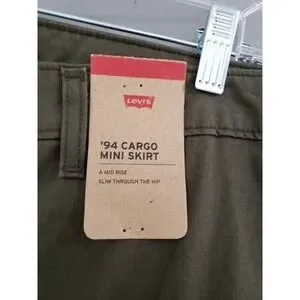 Levi's
'94 CARGO
MINI SKIRT
A MID RISE
SLIM THROUGH THE HIP